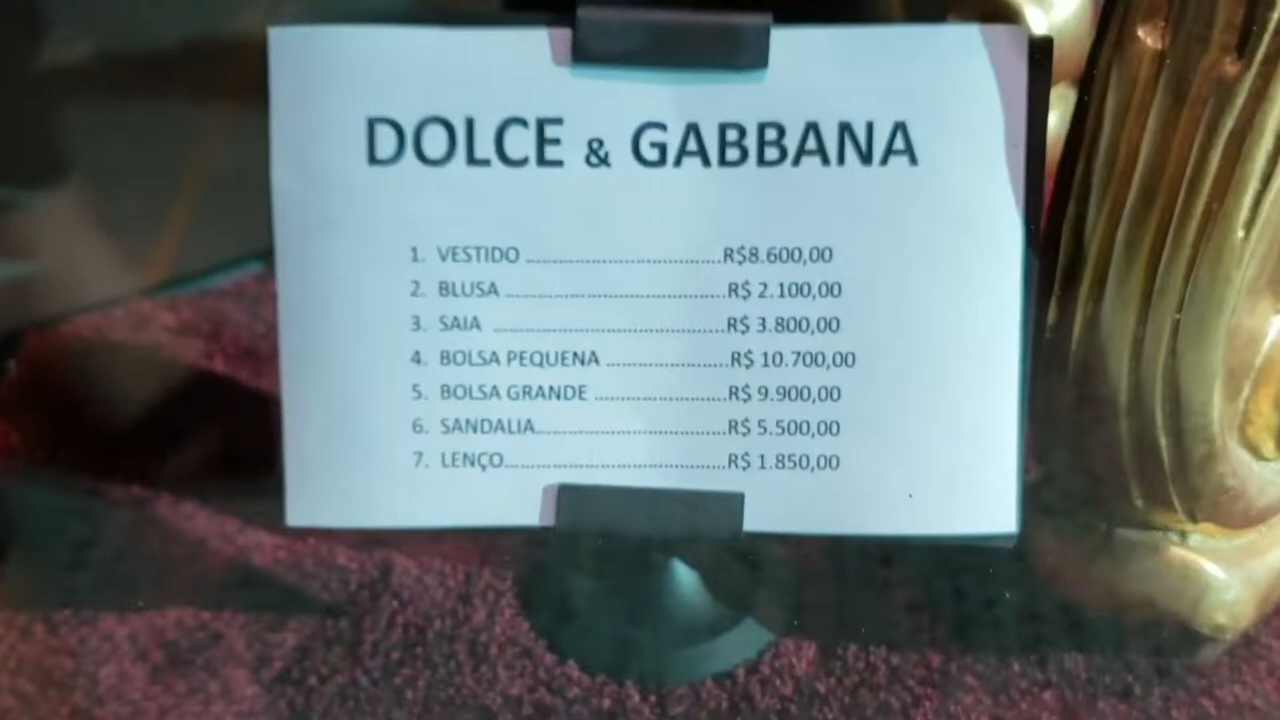 DOLCE & GABBANA
1. VESTIDO ........................................R$8.600,00
2. BLUSA .............................................R$ 2.100,00
3. SAIA ...............................................R$ 3.800,00
4. BOLSA PEQUENA .........................R$ 10.700,00
5. BOLSA GRANDE ...........................R$ 9.900,00
6. SANDALIA.......................................R$ 5.500,00
7. LENÇO.............................................R$ 1.850,00